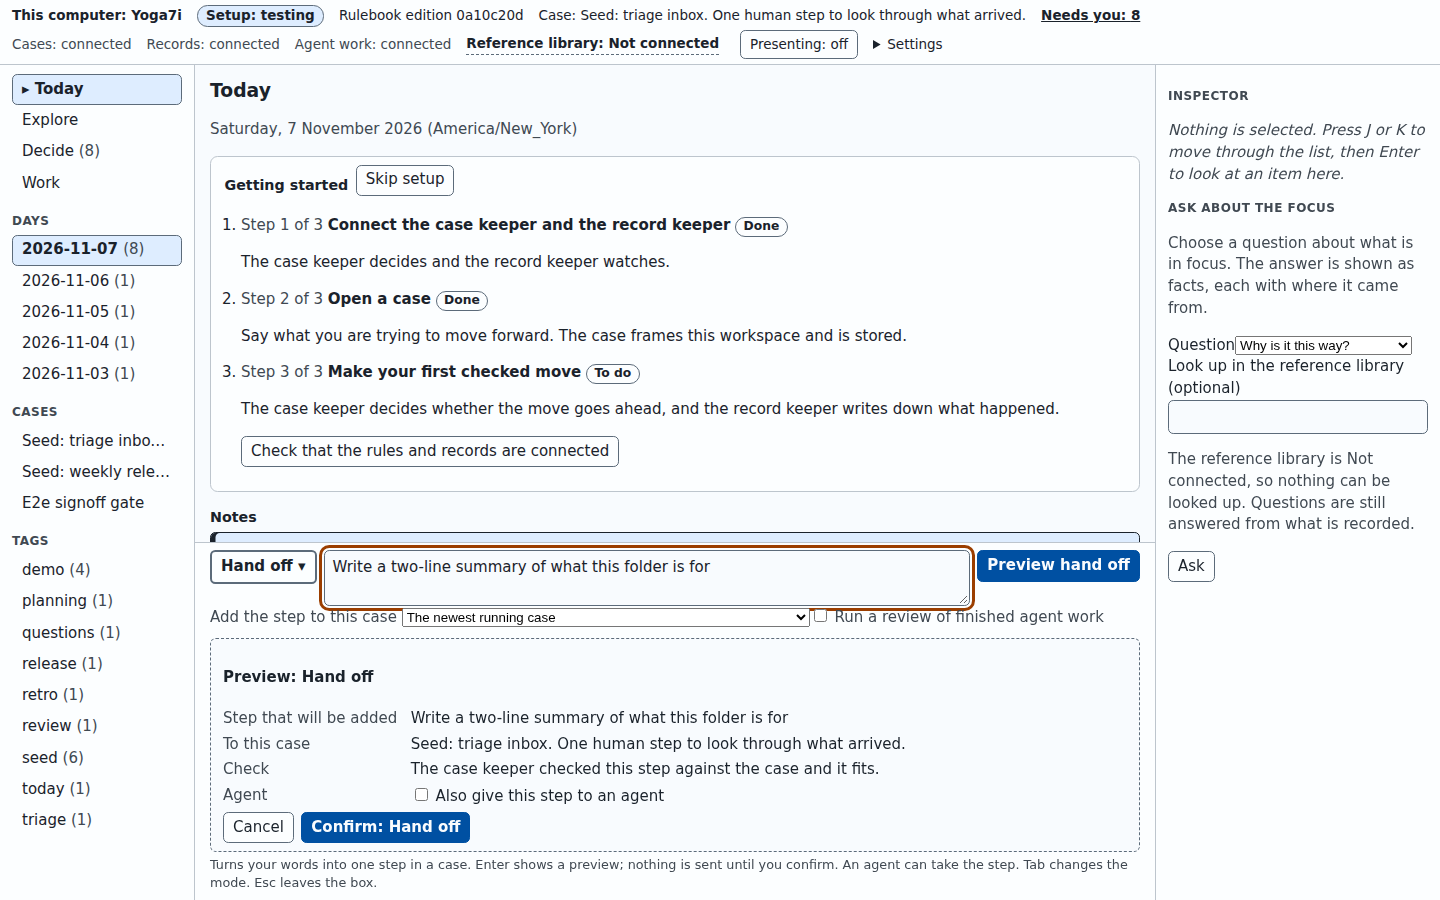 This computer: Yoga7i Setup: testing Rulebook edition 0a10c20d Case: Seed: triage inbox. One human step to look through what arrived. Needs you: 8
Cases: connected Records: connected Agent work: connected Reference library: Not connected Presenting: off ▶ Settings
▸ Today
Explore
Decide (8)
Work
DAYS
2026-11-07 (8)
2026-11-06 (1)
2026-11-05 (1)
2026-11-04 (1)
2026-11-03 (1)
CASES
Seed: triage inbo…
Seed: weekly rele…
E2e signoff gate
TAGS
demo (4)
planning (1)
questions (1)
release (1)
retro (1)
review (1)
seed (6)
today (1)
triage (1)
Today
Saturday, 7 November 2026 (America/New_York)
Getting started Skip setup
1. Step 1 of 3 Connect the case keeper and the record keeper Done
The case keeper decides and the record keeper watches.
2. Step 2 of 3 Open a case Done
Say what you are trying to move forward. The case frames this workspace and is stored.
3. Step 3 of 3 Make your first checked move To do
The case keeper decides whether the move goes ahead, and the record keeper writes down what happened.
Check that the rules and records are connected
Notes
Hand off ▾ Write a two-line summary of what this folder is for Preview hand off
Add the step to this case The newest running case Run a review of finished agent work
Preview: Hand off
Step that will be added Write a two-line summary of what this folder is for
To this case Seed: triage inbox. One human step to look through what arrived.
Check The case keeper checked this step against the case and it fits.
Agent Also give this step to an agent
Cancel Confirm: Hand off
Turns your words into one step in a case. Enter shows a preview; nothing is sent until you confirm. An agent can take the step. Tab changes the
mode. Esc leaves the box.
INSPECTOR
Nothing is selected. Press J or K to
move through the list, then Enter
to look at an item here.
ASK ABOUT THE FOCUS
Choose a question about what is
in focus. The answer is shown as
facts, each with where it came
from.
Question Why is it this way?
Look up in the reference library
(optional)
The reference library is Not
connected, so nothing can be
looked up. Questions are still
answered from what is recorded.
Ask